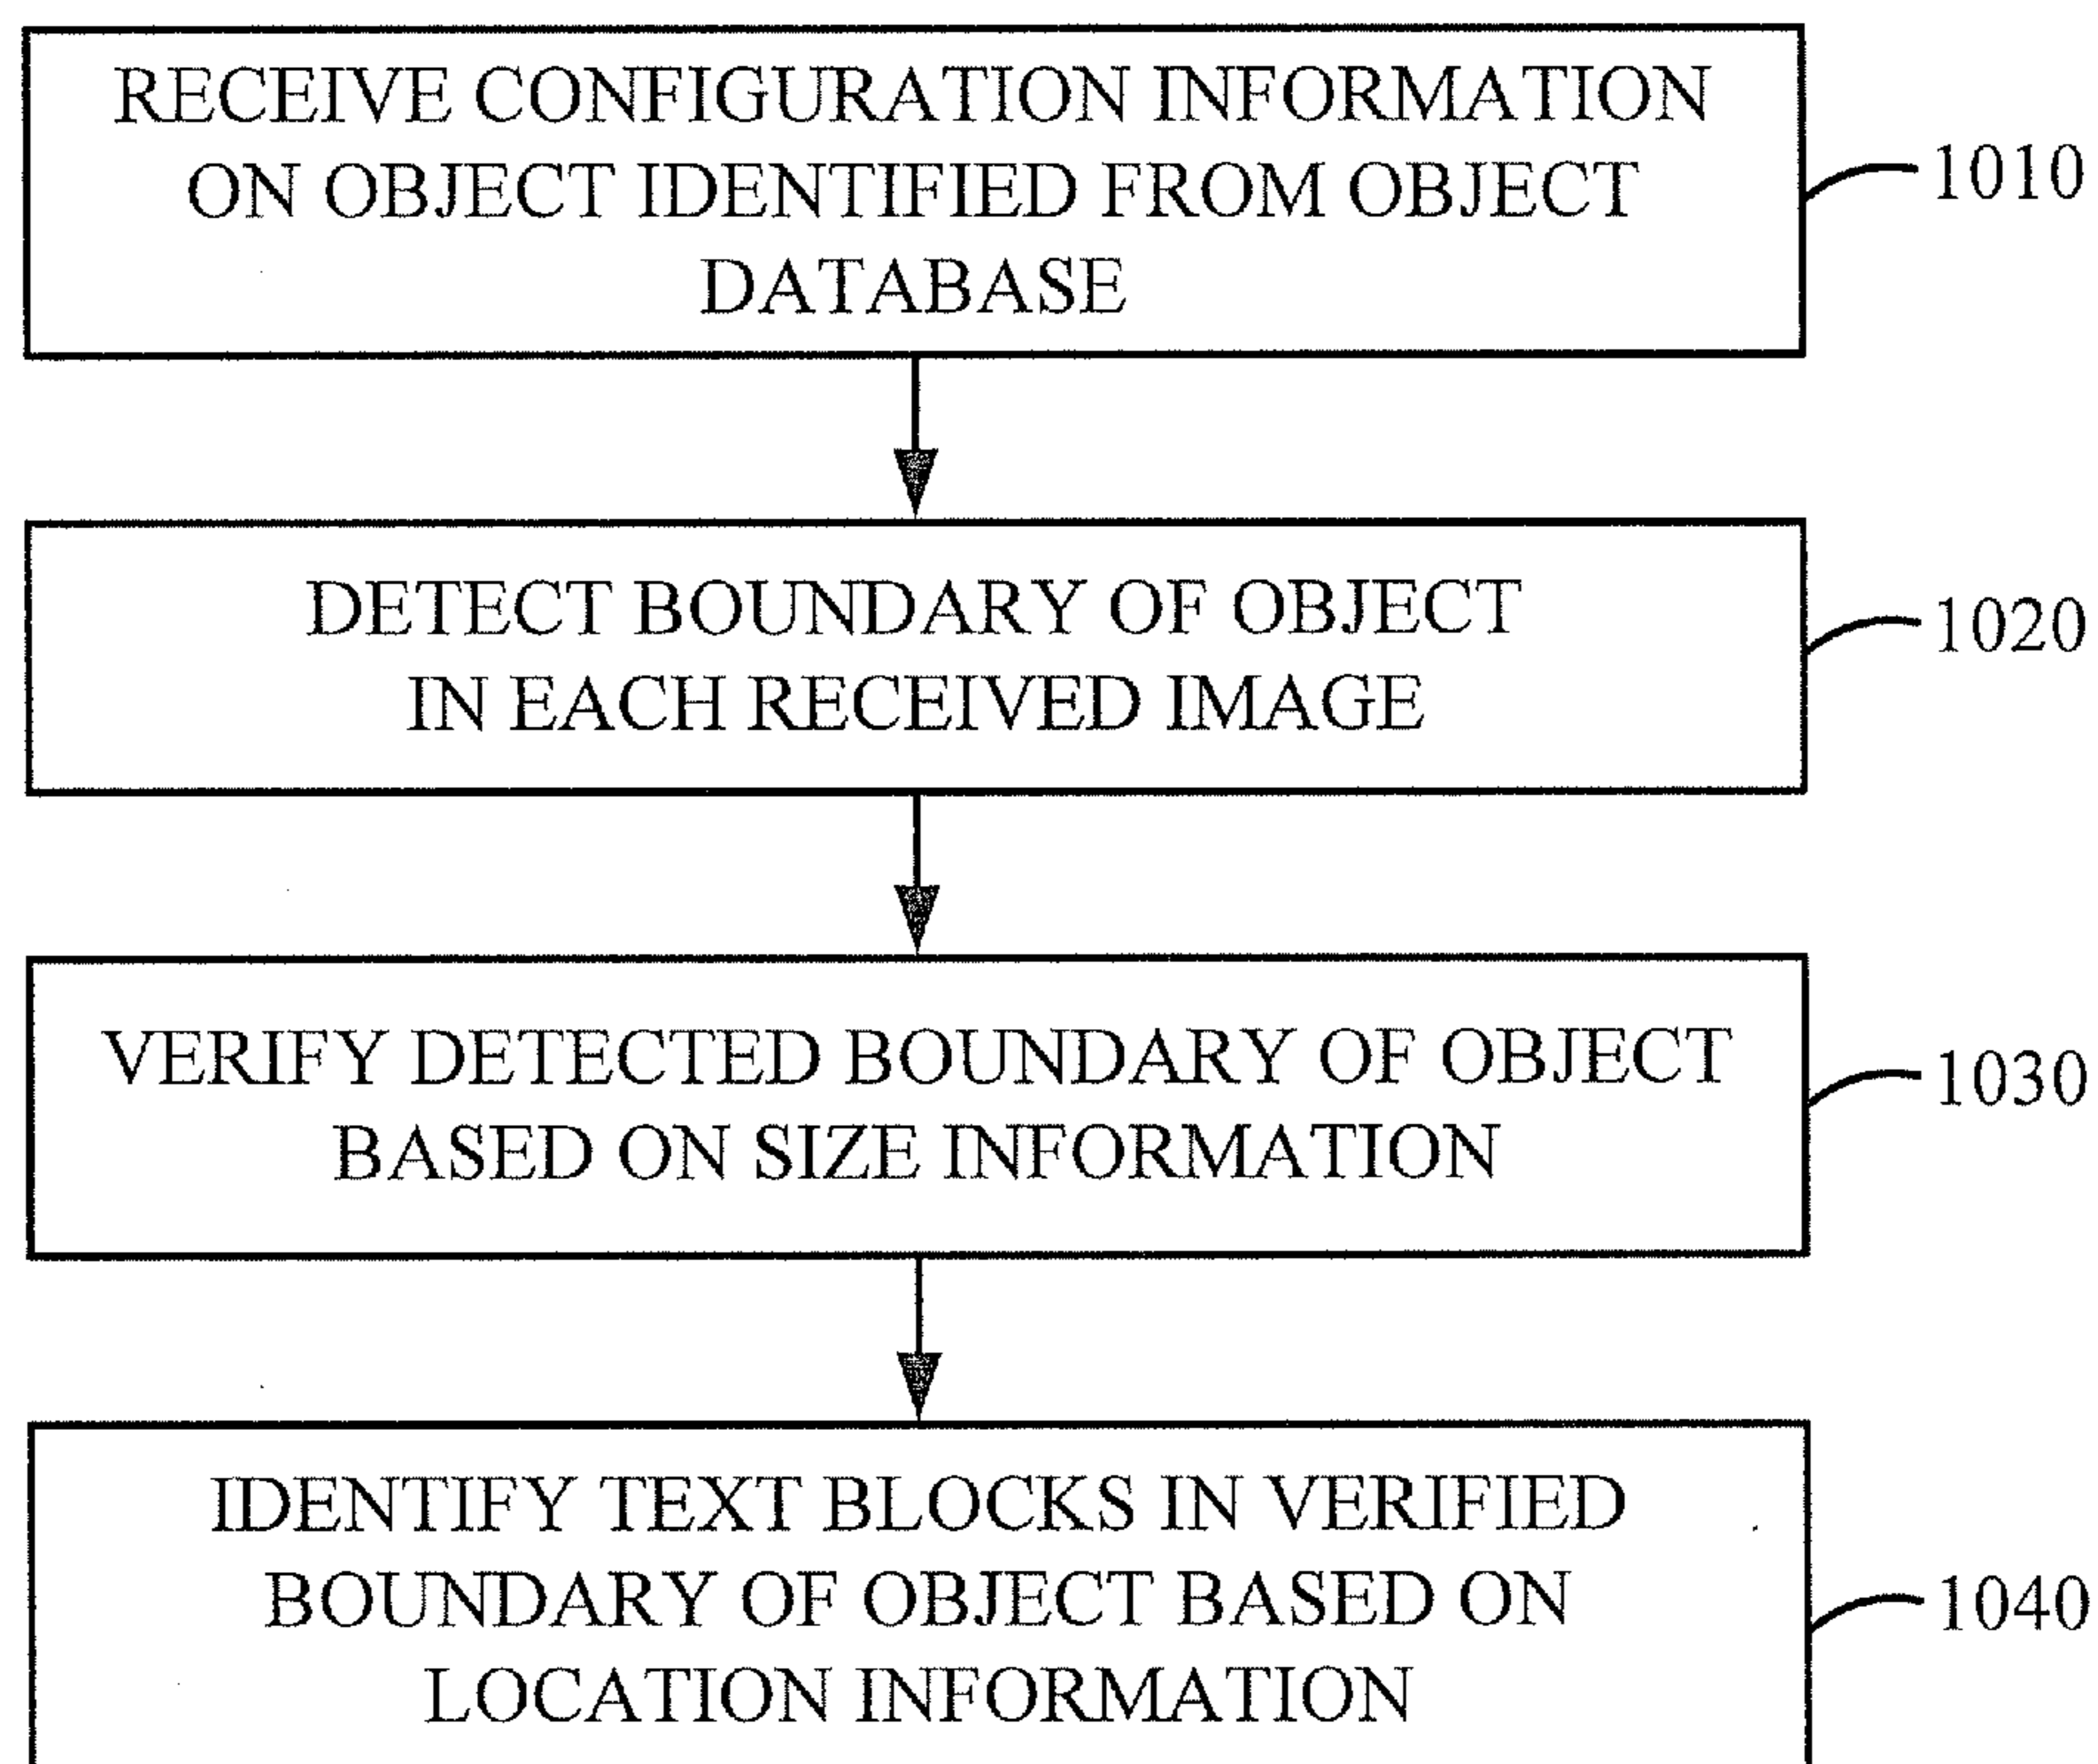 RECEIVE CONFIGURATION INFORMATION
ON OBJECT IDENTIFIED FROM OBJECT
DATABASE
1010
DETECT BOUNDARY OF OBJECT
IN EACH RECEIVED IMAGE
1020
VERIFY DETECTED BOUNDARY OF OBJECT
BASED ON SIZE INFORMATION
1030
IDENTIFY TEXT BLOCKS IN VERIFIED
BOUNDARY OF OBJECT BASED ON
LOCATION INFORMATION
1040